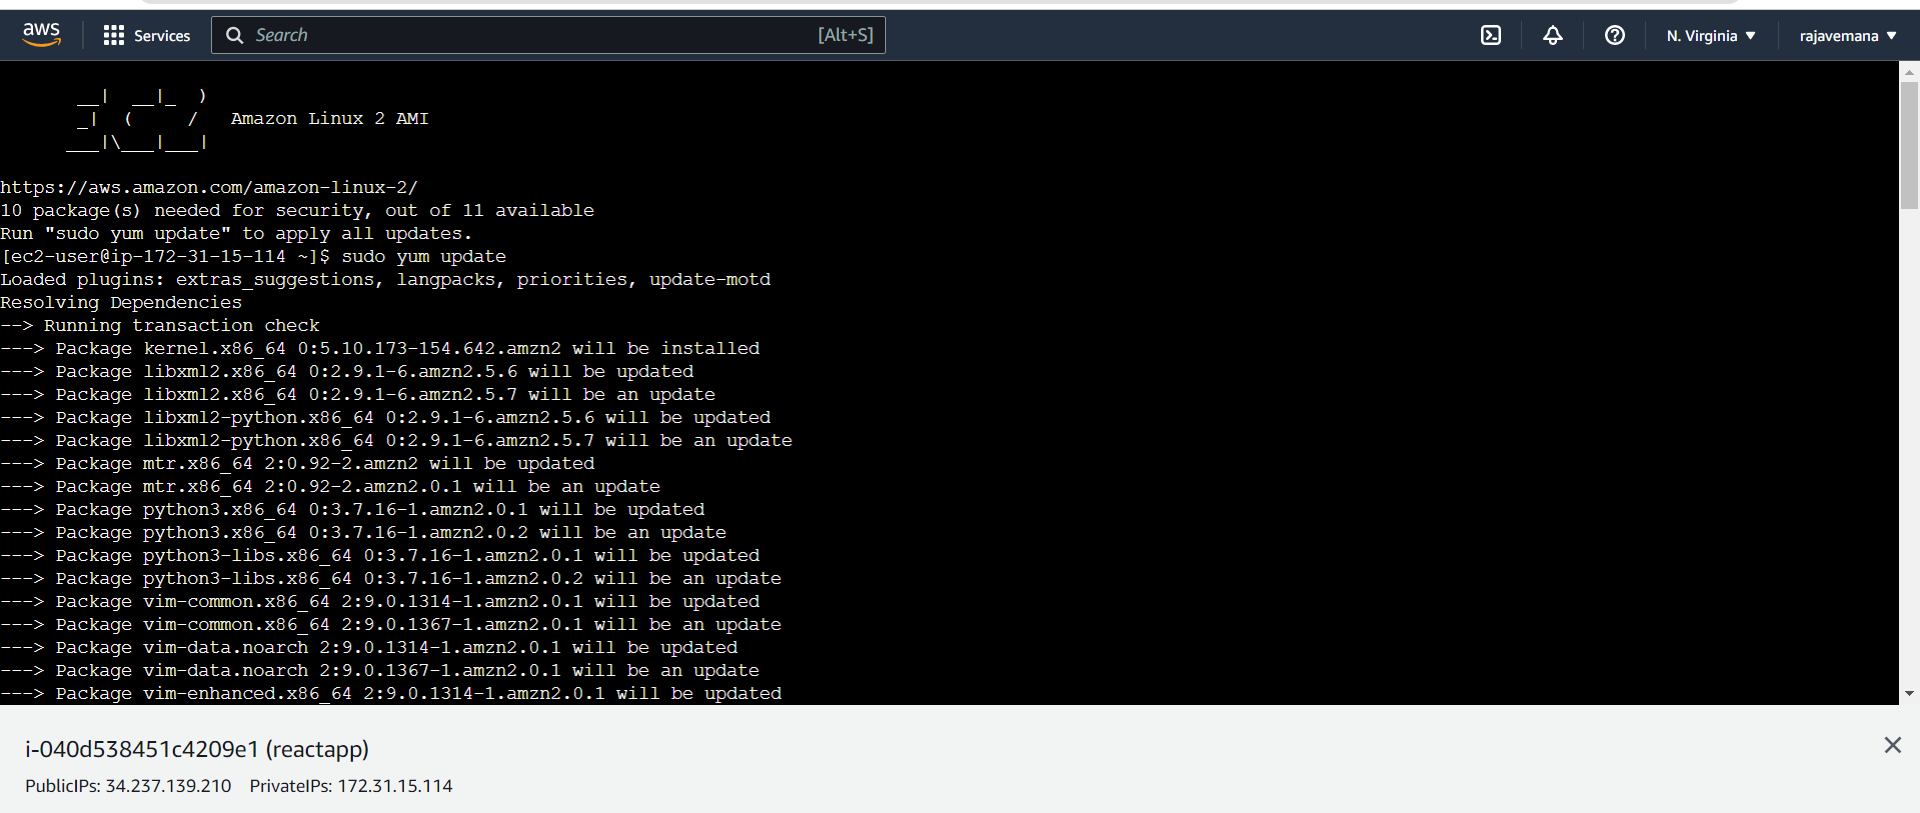 aws Services Search [Alt+S] N. Virginia ▼ rajavemana ▼
__|  __|_  )
_|  (     /   Amazon Linux 2 AMI
___|\___|___|
https://aws.amazon.com/amazon-linux-2/
10 package(s) needed for security, out of 11 available
Run "sudo yum update" to apply all updates.
[ec2-user@ip-172-31-15-114 ~]$ sudo yum update
Loaded plugins: extras_suggestions, langpacks, priorities, update-motd
Resolving Dependencies
--> Running transaction check
---> Package kernel.x86_64 0:5.10.173-154.642.amzn2 will be installed
---> Package libxml2.x86_64 0:2.9.1-6.amzn2.5.6 will be updated
---> Package libxml2.x86_64 0:2.9.1-6.amzn2.5.7 will be an update
---> Package libxml2-python.x86_64 0:2.9.1-6.amzn2.5.6 will be updated
---> Package libxml2-python.x86_64 0:2.9.1-6.amzn2.5.7 will be an update
---> Package mtr.x86_64 2:0.92-2.amzn2 will be updated
---> Package mtr.x86_64 2:0.92-2.amzn2.0.1 will be an update
---> Package python3.x86_64 0:3.7.16-1.amzn2.0.1 will be updated
---> Package python3.x86_64 0:3.7.16-1.amzn2.0.2 will be an update
---> Package python3-libs.x86_64 0:3.7.16-1.amzn2.0.1 will be updated
---> Package python3-libs.x86_64 0:3.7.16-1.amzn2.0.2 will be an update
---> Package vim-common.x86_64 2:9.0.1314-1.amzn2.0.1 will be updated
---> Package vim-common.x86_64 2:9.0.1367-1.amzn2.0.1 will be an update
---> Package vim-data.noarch 2:9.0.1314-1.amzn2.0.1 will be updated
---> Package vim-data.noarch 2:9.0.1367-1.amzn2.0.1 will be an update
---> Package vim-enhanced.x86_64 2:9.0.1314-1.amzn2.0.1 will be updated
i-040d538451c4209e1 (reactapp)
PublicIPs: 34.237.139.210 PrivateIPs: 172.31.15.114